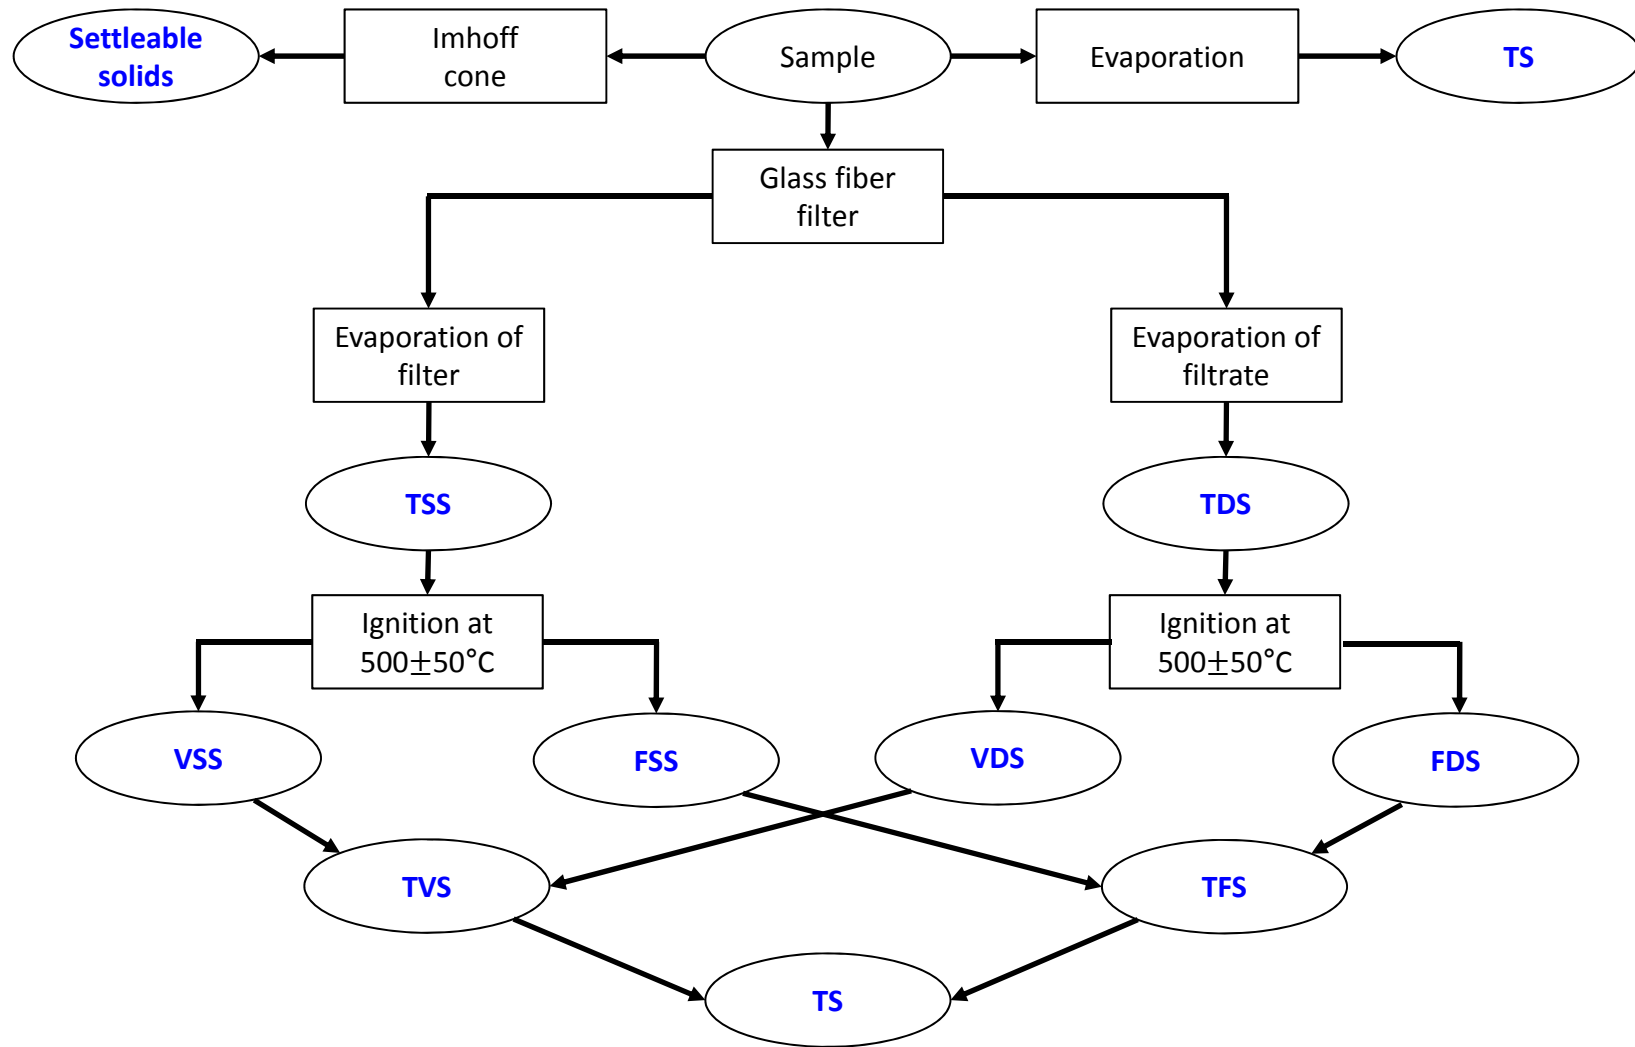 Settleable
solids
Imhoff
cone
Sample
Evaporation
TS
Glass fiber
filter
Evaporation of
filter
Evaporation of
filtrate
TSS
TDS
Ignition at
500±50°C
Ignition at
500±50°C
VSS
FSS
VDS
FDS
TVS
TFS
TS